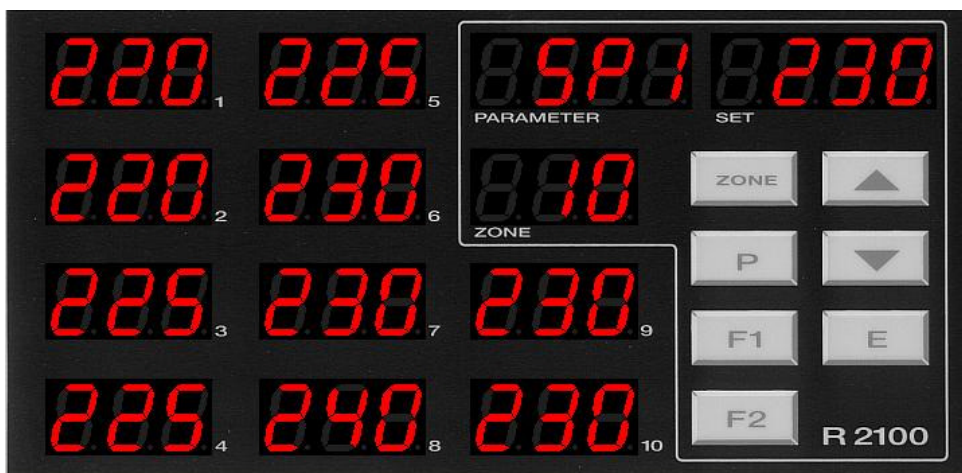 220 1 225 5 SP1 230
PARAMETER SET
220 2 230 6 10 ZONE
ZONE
P
225 3 230 7 230 9
F1 E
225 4 240 8 230 10
F2 R 2100